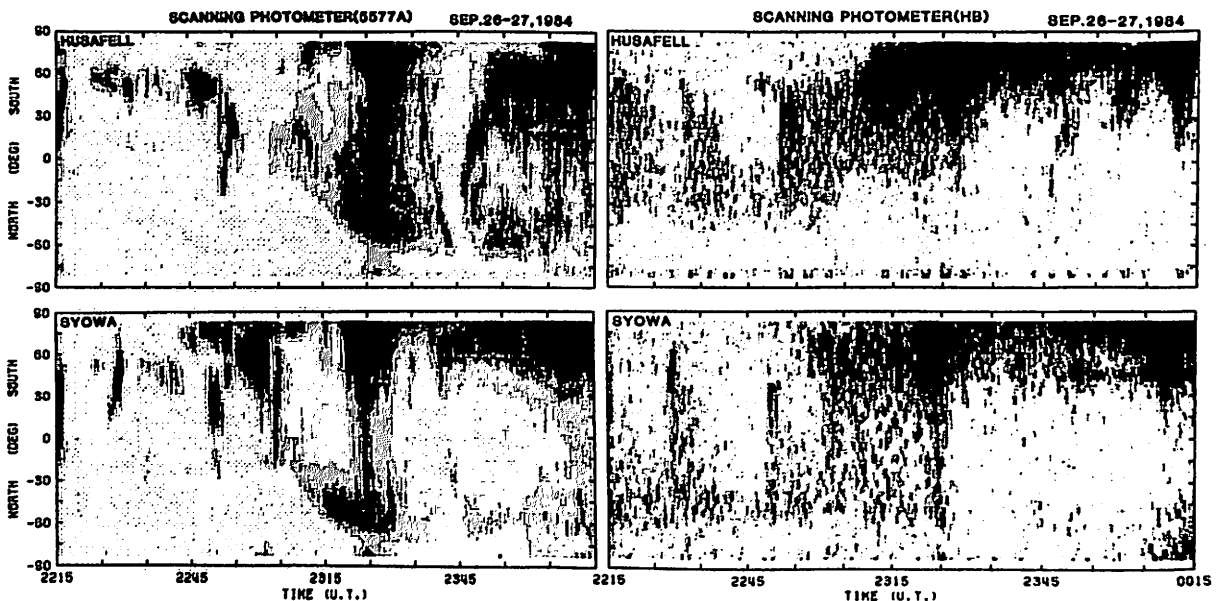 SCANNING PHOTOMETER(5577A) SEP.26-27,1984
SCANNING PHOTOMETER(HB) SEP.26-27,1984
HUSAFELL
HUSAFELL
90
60
30
0
-30
-60
-90
NORTH (DEG) SOUTH
SYOWA
SYOWA
90
60
30
0
-30
-60
-90
NORTH (DEG) SOUTH
2215 2245 2315 2345
TIME (U.T.)
2215 2245 2315 2345 0015
TIME (U.T.)